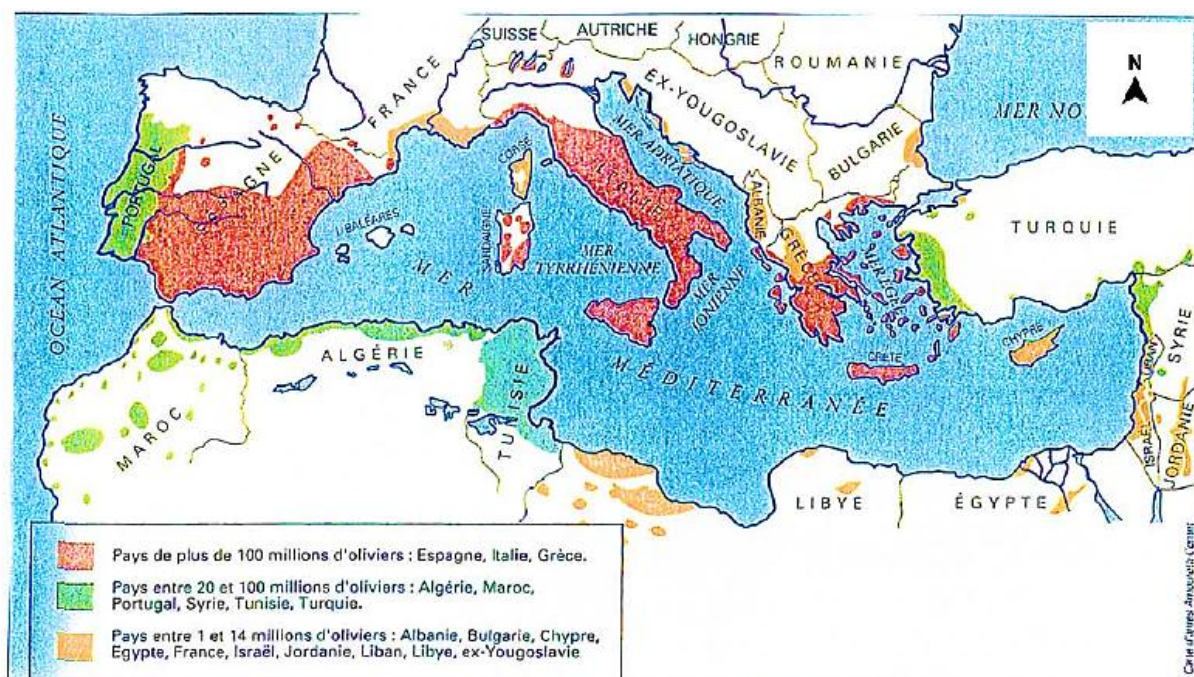 SUISSE
AUTRICHE
HONGRIE
ROUMANIE
N
FRANCE
EX-YOUGOSLAVIE
MER NO
OCÉAN ATLANTIQUE
PORTUGAL
ESPAGNE
CORSE
ITALIE
MER ADRIATIQUE
BULGARIE
ALBANIE
GRÈCE
TURQUIE
I. BALÉARES
SARDAIGNE
MER
TYRRHÉNIENNE
MER
IONIENNE
MER ÉGÉE
MER
MÉDITERRANÉE
CRÈTE
CHYPRE
SYRIE
LIBAN
ISRAËL
JORDANIE
ALGÉRIE
TUNISIE
MAROC
LIBYE
ÉGYPTE
Pays de plus de 100 millions d'oliviers : Espagne, Italie, Grèce.
Pays entre 20 et 100 millions d'oliviers : Algérie, Maroc,
Portugal, Syrie, Tunisie, Turquie.
Pays entre 1 et 14 millions d'oliviers : Albanie, Bulgarie, Chypre,
Egypte, France, Israël, Jordanie, Liban, Libye, ex-Yougoslavie